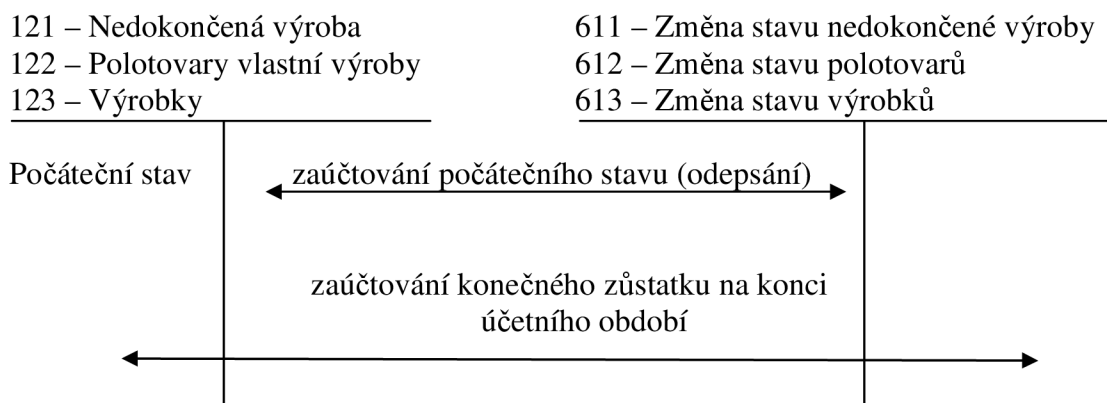 121 – Nedokončená výroba
122 – Polotovary vlastní výroby
123 – Výrobky
611 – Změna stavu nedokončené výroby
612 – Změna stavu polotovarů
613 – Změna stavu výrobků
Počáteční stav
zaúčtování počátečního stavu (odepsání)
zaúčtování konečného zůstatku na konci
účetního období